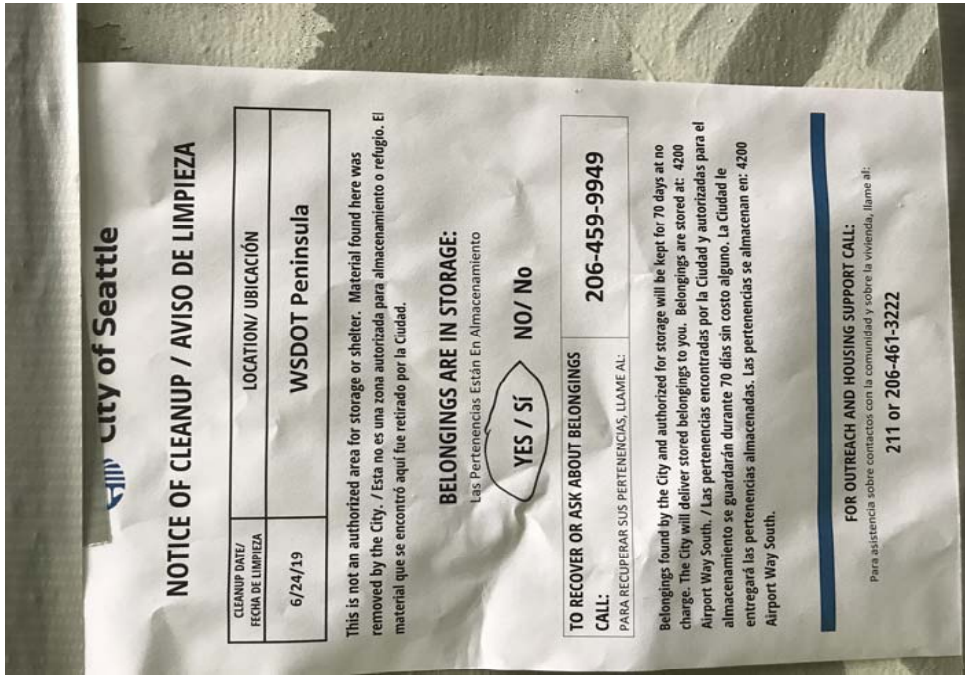 City of Seattle
NOTICE OF CLEANUP / AVISO DE LIMPIEZA
CLEANUP DATE/
FECHA DE LIMPIEZA
LOCATION/ UBICACIÓN
6/24/19
WSDOT Peninsula
This is not an authorized area for storage or shelter. Material found here was
removed by the City. / Esta no es una zona autorizada para almacenamiento o refugio. El
material que se encontró aquí fue retirado por la Ciudad.
BELONGINGS ARE IN STORAGE:
Las Pertenencias Están En Almacenamiento
YES / SÍ NO/ No
TO RECOVER OR ASK ABOUT BELONGINGS
CALL:
PARA RECUPERAR SUS PERTENENCIAS, LLAME AL:
206-459-9949
Belongings found by the City and authorized for storage will be kept for 70 days at no
charge. The City will deliver stored belongings to you. Belongings are stored at: 4200
Airport Way South. / Las pertenencias encontradas por la Ciudad y autorizadas para el
almacenamiento se guardarán durante 70 días sin costo alguno. La Ciudad le
entregará las pertenencias almacenadas. Las pertenencias se almacenan en: 4200
Airport Way South.
FOR OUTREACH AND HOUSING SUPPORT CALL:
Para asistencia sobre contactos con la comunidad y sobre la vivienda, llame al:
211 or 206-461-3222